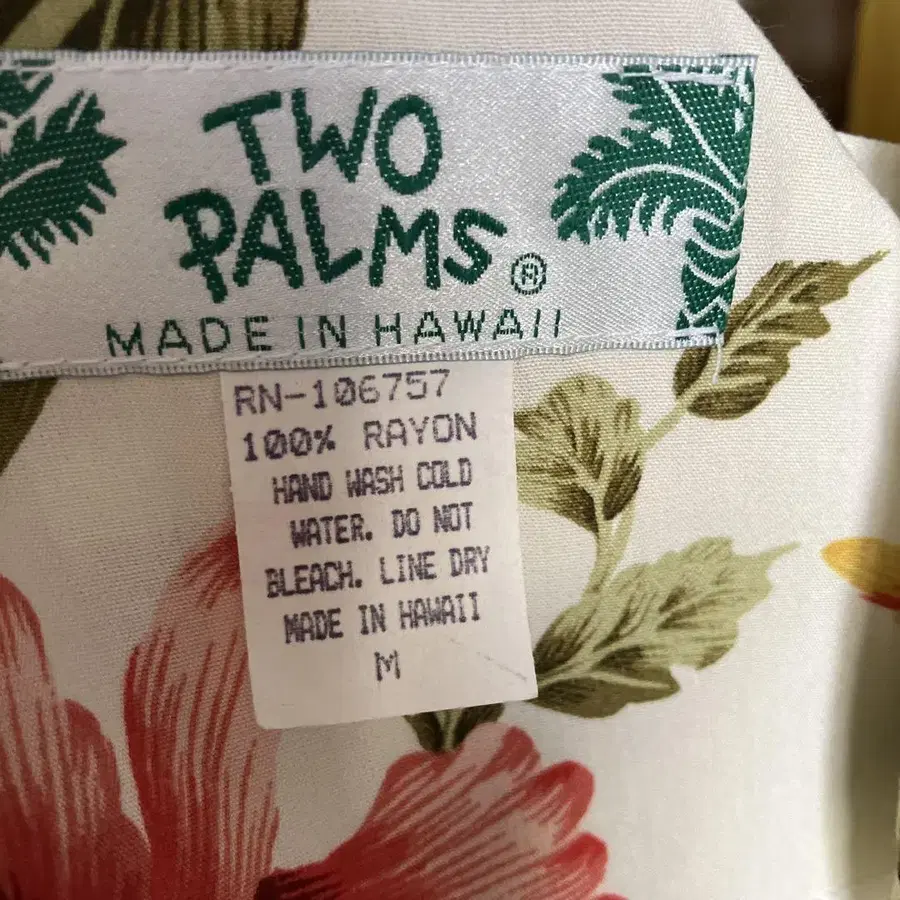 TWO
PALMS®
MADE IN HAWAII
RN-106757
100% RAYON
HAND WASH COLD
WATER. DO NOT
BLEACH. LINE DRY
MADE IN HAWAII
M